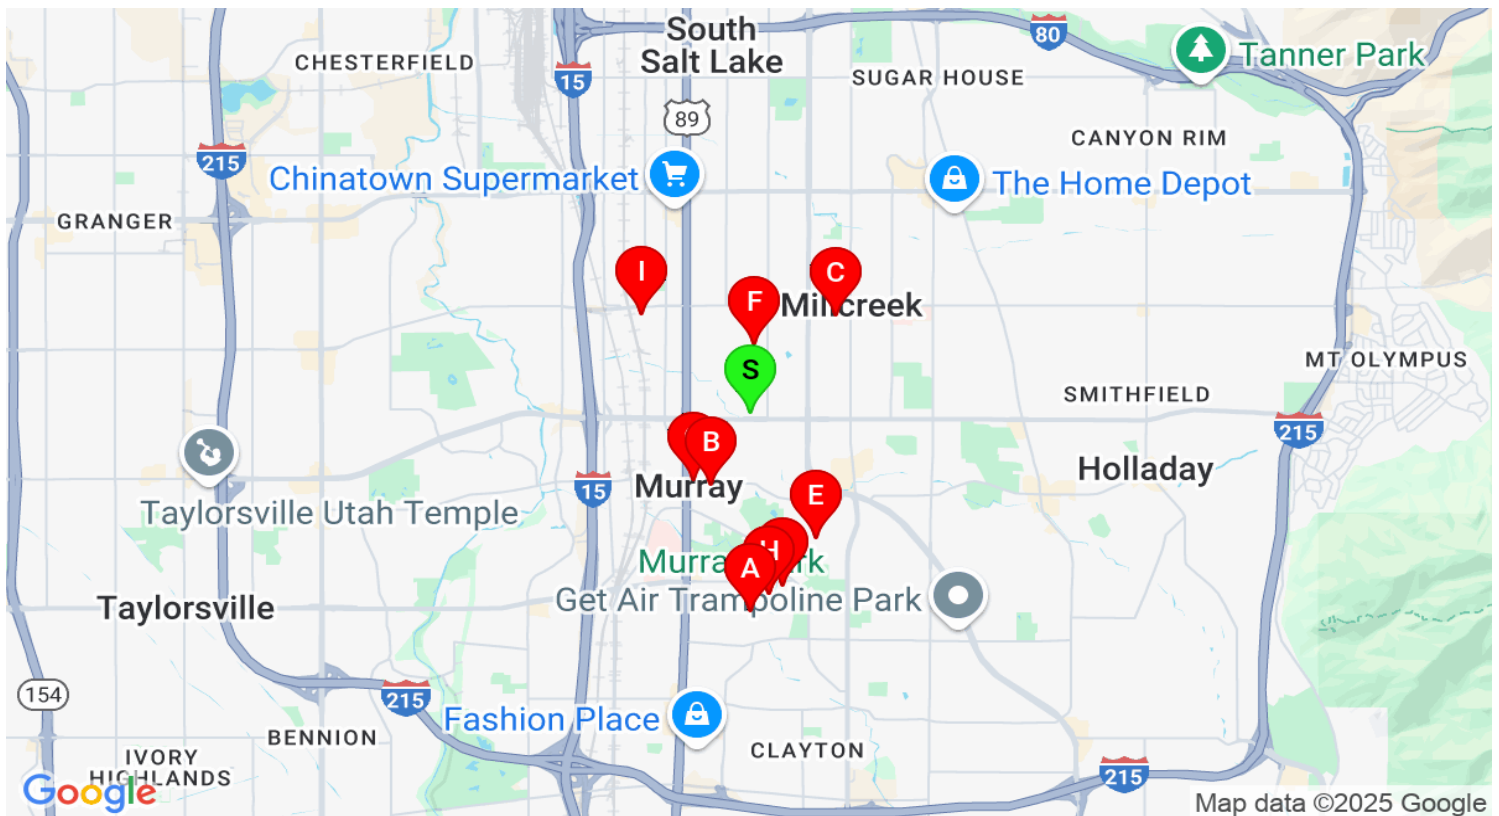 South
Salt Lake
80
Tanner Park
CHESTERFIELD
15
SUGAR HOUSE
89
CANYON RIM
215
Chinatown Supermarket
The Home Depot
GRANGER
I
C
F
Millcreek
S
MT OLYMPUS
SMITHFIELD
215
B
Murray
Holladay
15
E
Taylorsville Utah Temple
H
A
Get Air Trampoline Park
Taylorsville
154
215
Fashion Place
BENNION
CLAYTON
IVORY
HIGHLANDS
215
Google
Map data ©2025 Google